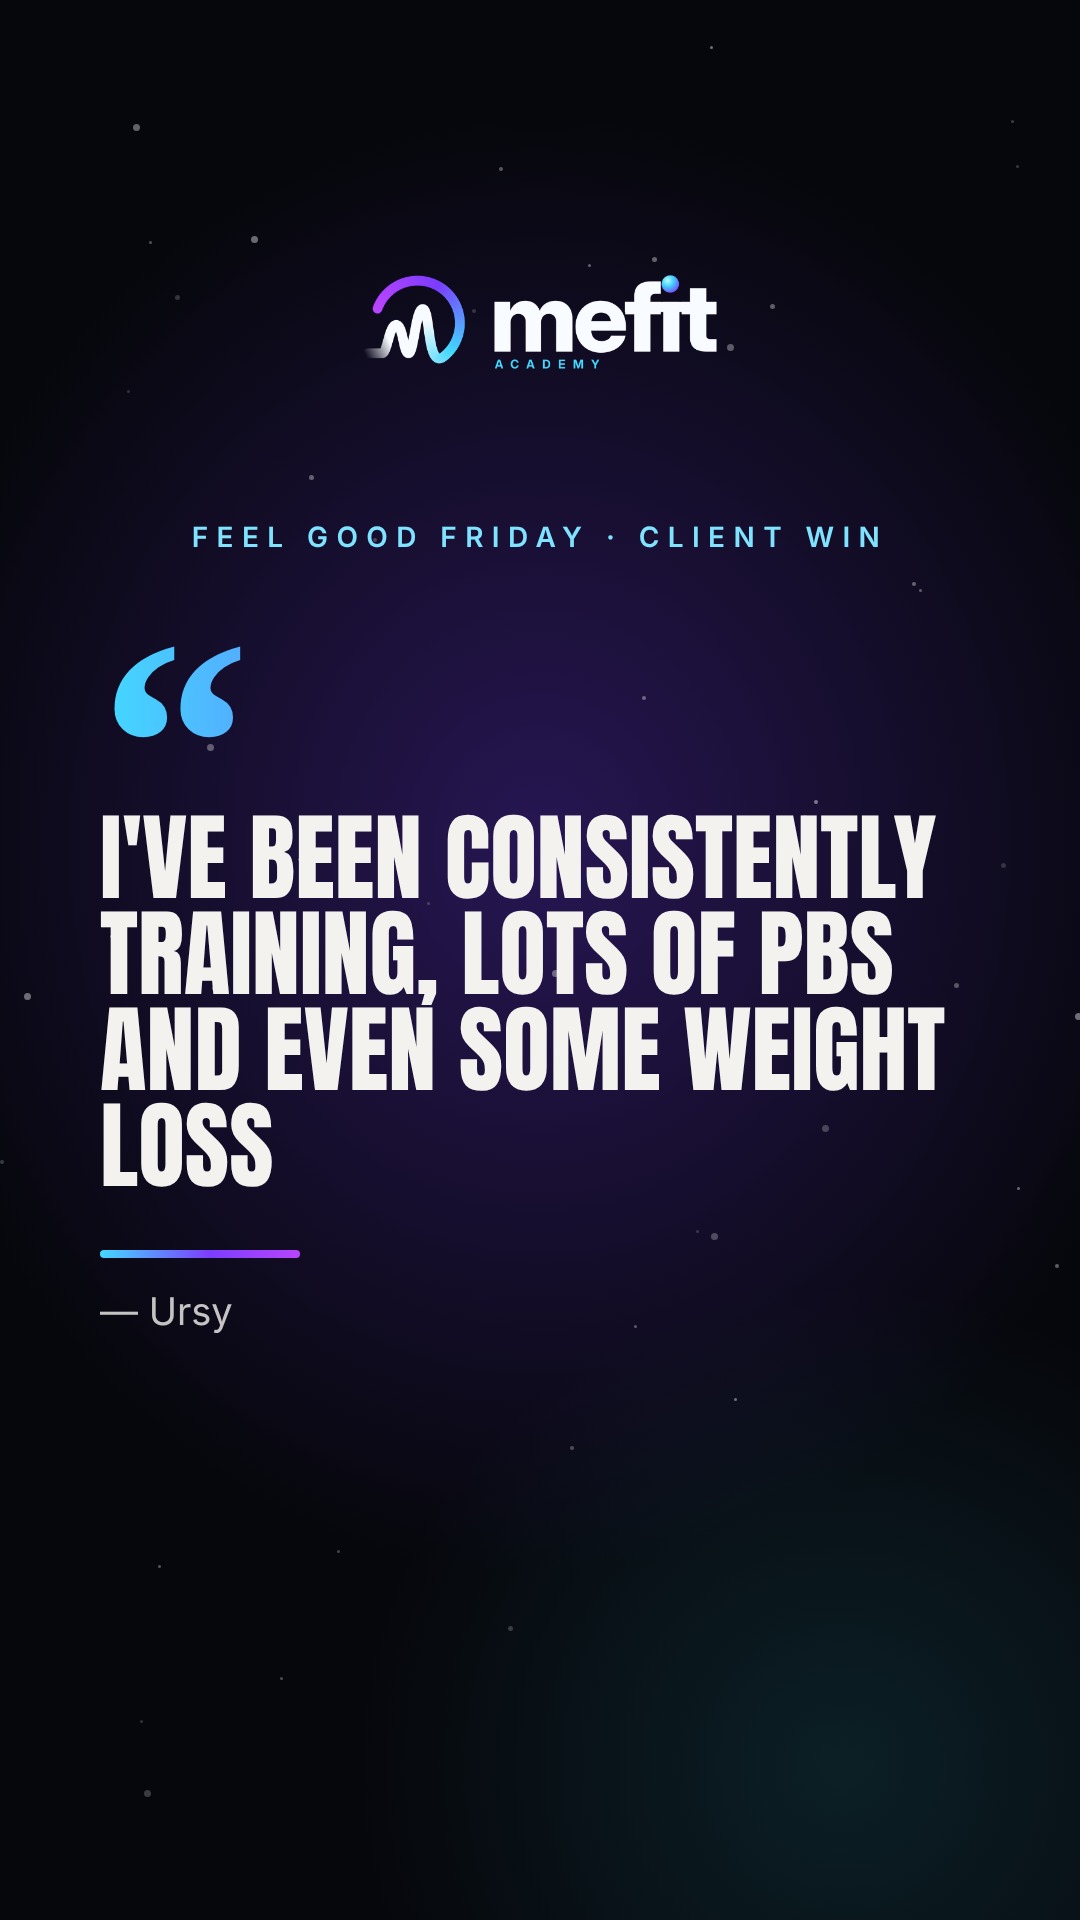 mefit
ACADEMY
FEEL GOOD FRIDAY · CLIENT WIN
“
I'VE BEEN CONSISTENTLY
TRAINING, LOTS OF PBS
AND EVEN SOME WEIGHT
LOSS
— Ursy